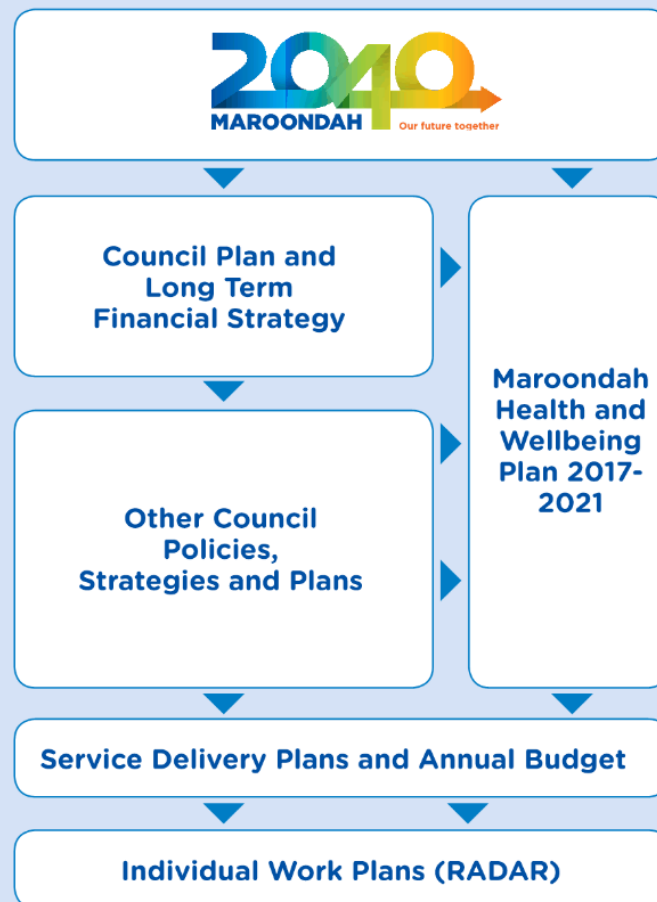 2040
MAROONDAH
Our future together
Council Plan and
Long Term
Financial Strategy
Maroondah
Health and
Wellbeing
Plan 2017-
2021
Other Council
Policies,
Strategies and Plans
Service Delivery Plans and Annual Budget
Individual Work Plans (RADAR)